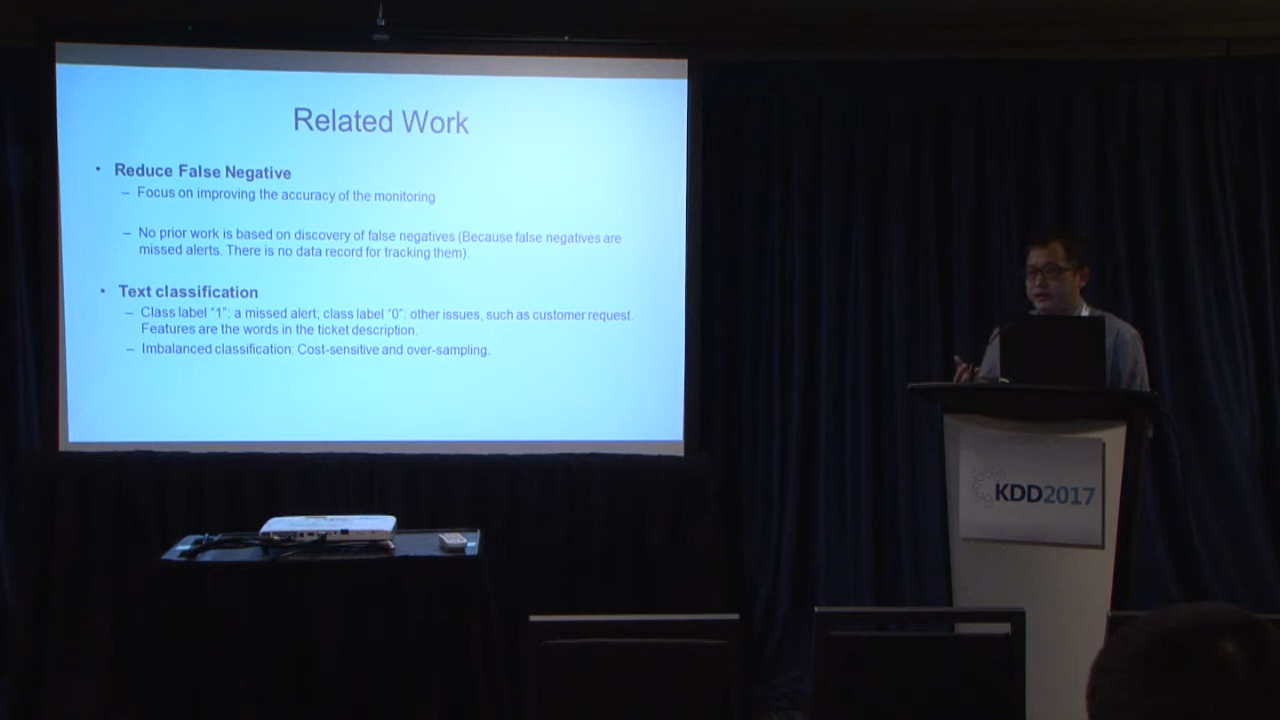 Related Work
• Reduce False Negative
– Focus on improving the accuracy of the monitoring
– No prior work is based on discovery of false negatives (Because false negatives are
missed alerts. There is no data record for tracking them).
• Text classification
– Class label “1”: a missed alert; class label “0”: other issues, such as customer request.
Features are the words in the ticket description.
– Imbalanced classification: Cost-sensitive and over-sampling.
KDD2017